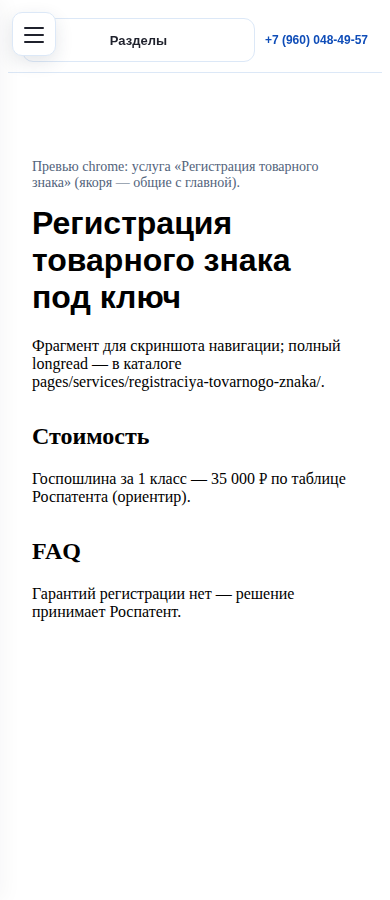 Разделы
+7 (960) 048-49-57
Превью chrome: услуга «Регистрация товарного
знака» (якоря — общие с главной).
Регистрация
товарного знака
под ключ
Фрагмент для скриншота навигации; полный
longread — в каталоге
pages/services/registraciya-tovarnogo-znaka/.
Стоимость
Госпошлина за 1 класс — 35 000 ₽ по таблице
Роспатента (ориентир).
FAQ
Гарантий регистрации нет — решение
принимает Роспатент.